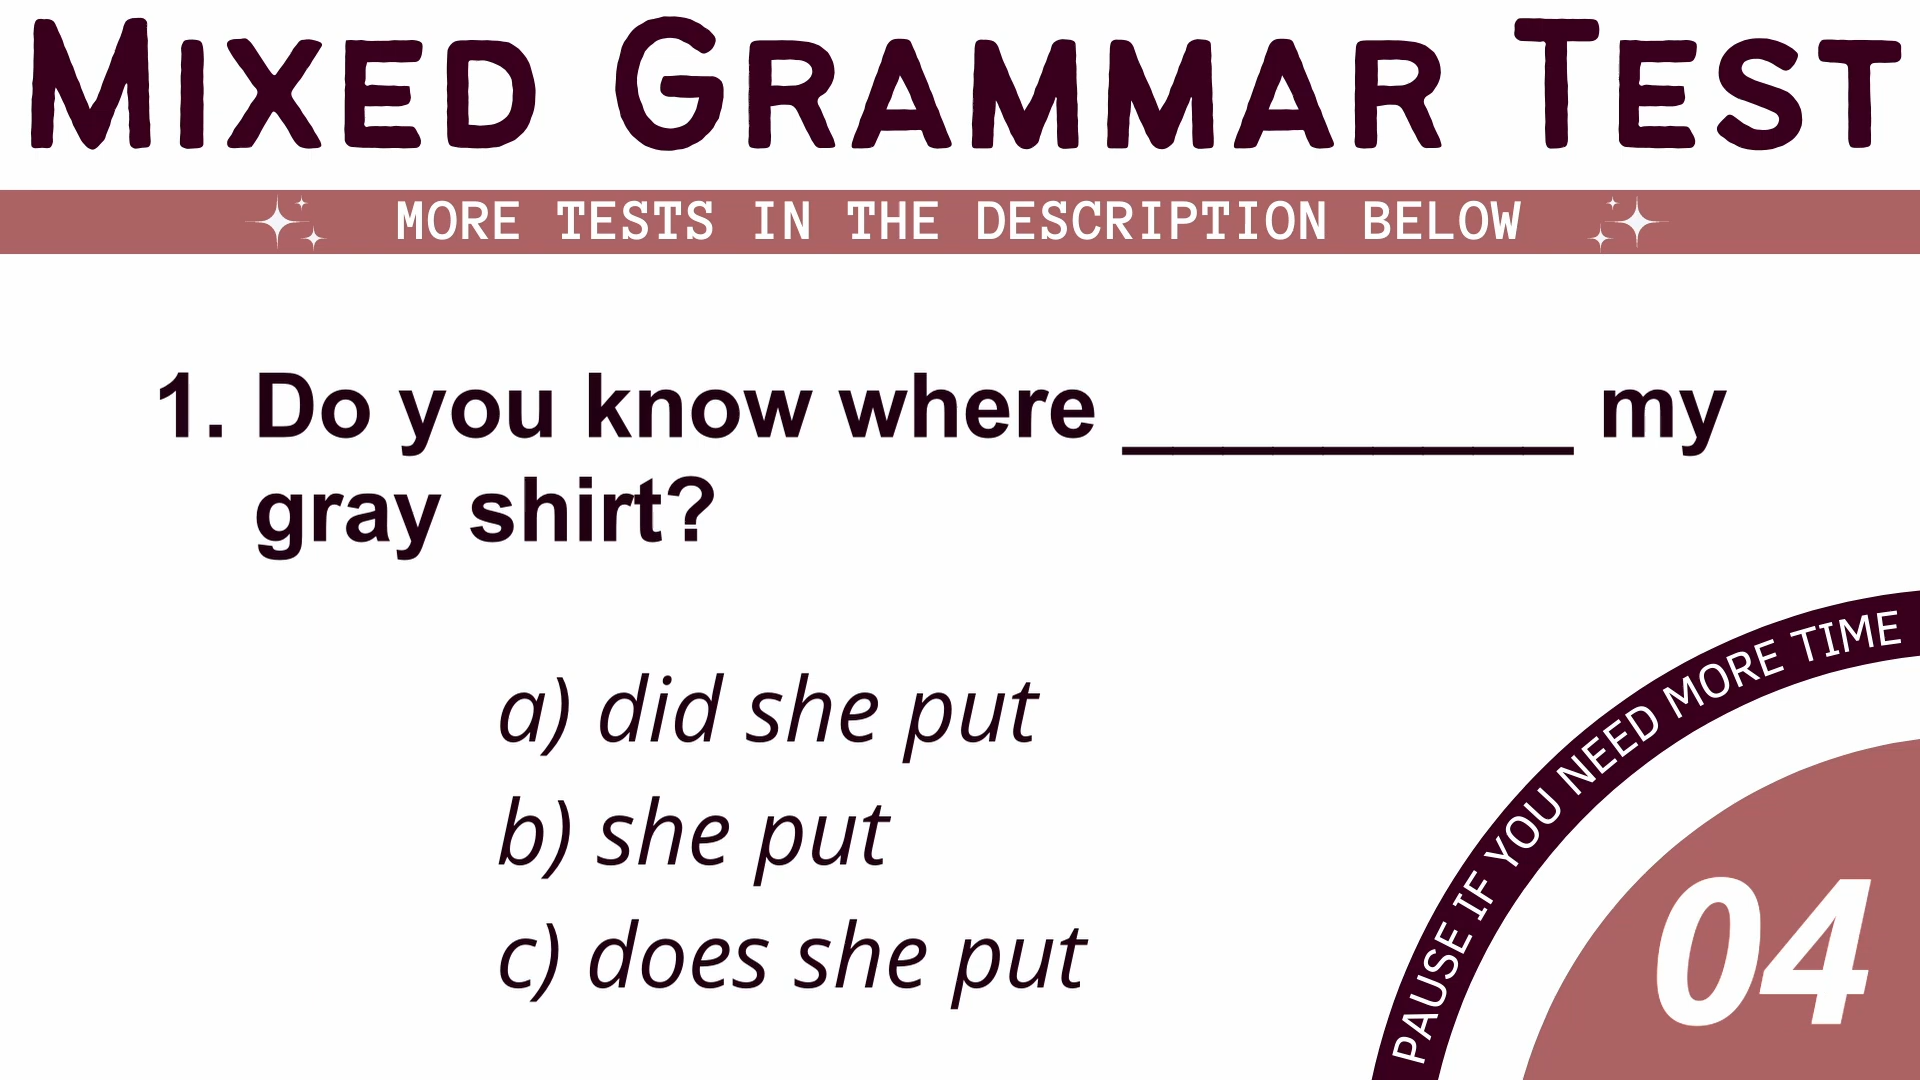 MIXED GRAMMAR TEST
MORE TESTS IN THE DESCRIPTION BELOW
1. Do you know where _________ my
gray shirt?
a) did she put
b) she put
c) does she put
PAUSE IF YOU NEED MORE TIME
04